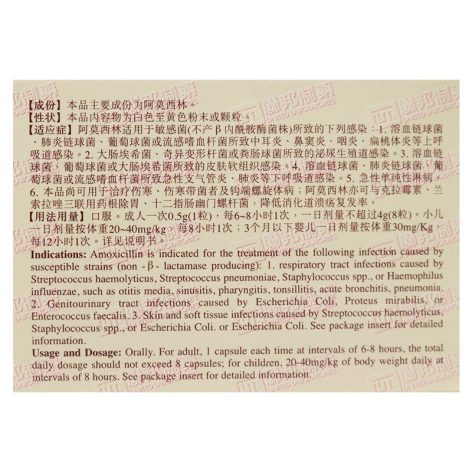 【成份】本品主要成份为阿莫西林。
【性状】本品内容物为白色至黄色粉末或颗粒。
【适应症】阿莫西林适用于敏感菌(不产β内酰胺酶菌株)所致的下列感染：1. 溶血链球菌
、肺炎链球菌、葡萄球菌或流感嗜血杆菌所致中耳炎、鼻窦炎、咽炎、扁桃体炎等上呼
吸道感染。2. 大肠埃希菌、奇异变形杆菌或粪肠球菌所致的泌尿生殖道感染。3. 溶血链
球菌、葡萄球菌或大肠埃希菌所致的皮肤软组织感染。4. 溶血链球菌、肺炎链球菌、葡萄
球菌或流感嗜血杆菌所致急性支气管炎、肺炎等下呼吸道感染。5. 急性单纯性淋病。
6. 本品尚可用于治疗伤寒、伤寒带菌者及钩端螺旋体病；阿莫西林亦可与克拉霉素、兰
索拉唑三联用药根除胃、十二指肠幽门螺杆菌，降低消化道溃疡复发率。
【用法用量】口服。成人一次0.5g(1粒)，每6~8小时1次，一日剂量不超过4g(8粒)。小儿
一日剂量按体重20~40mg/kg，每8小时1次；3个月以下婴儿一日剂量按体重30mg/Kg
每12小时1次。详见说明书。
Indications: Amoxicillin is indicated for the treatment of the following infection caused by
susceptible strains (non -β- lactamase producing): 1. respiratory tract infections caused by
Streptococcus haemolyticus, Streptococcus pneumoniae, Staphylococcus spp., or Haemophilus
influenzae, such as otitis media, sinusitis, pharyngitis, tonsillitis, acute bronchitis, pneumonia.
2. Genitourinary tract infections caused by Escherichia Coli, Proteus mirabilis, or
Enterococcus faecalis. 3. Skin and soft tissue infections caused by Streptococcus haemolyticus,
Staphylococcus spp., or Escherichia Coli. or Escherichia Coli. See package insert for detailed
information.
Usage and Dosage: Orally. For adult, 1 capsule each time at intervals of 6-8 hours, the total
daily dosage should not exceed 8 capsules; for children, 20-40mg/kg of body weight daily at
intervals of 8 hours. See package insert for detailed information.